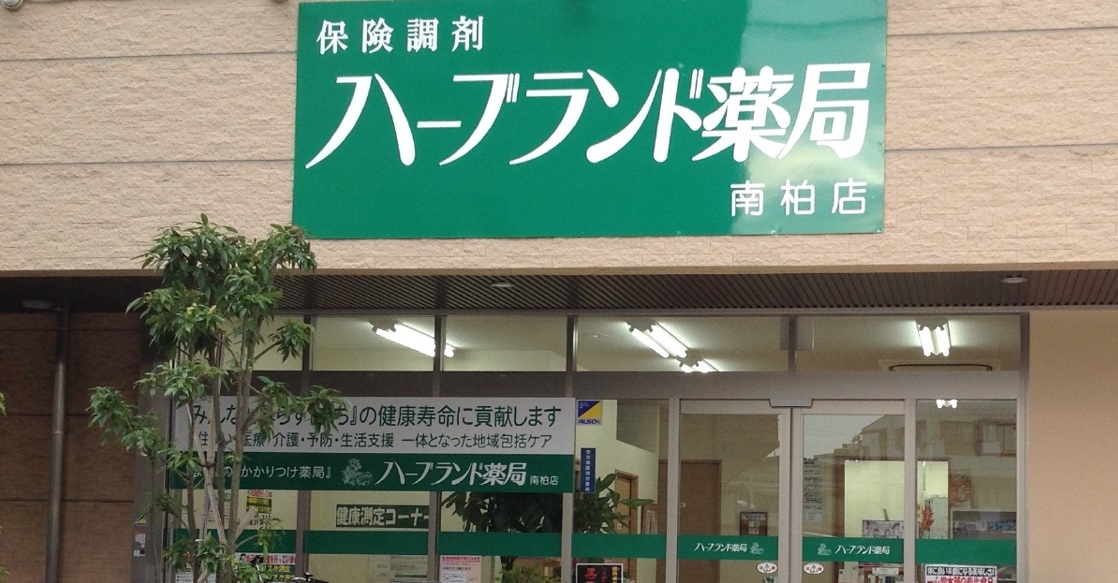 保険調剤
ハーブランド薬局
南柏店
の健康寿命に貢献します
医療・介護・予防・生活支援 一体となった地域包括ケア
かかりつけ薬局』
ハーブランド薬局 南柏店
ALSOK
健康測定コーナー
ハーブランド薬局
ハーブランド薬局